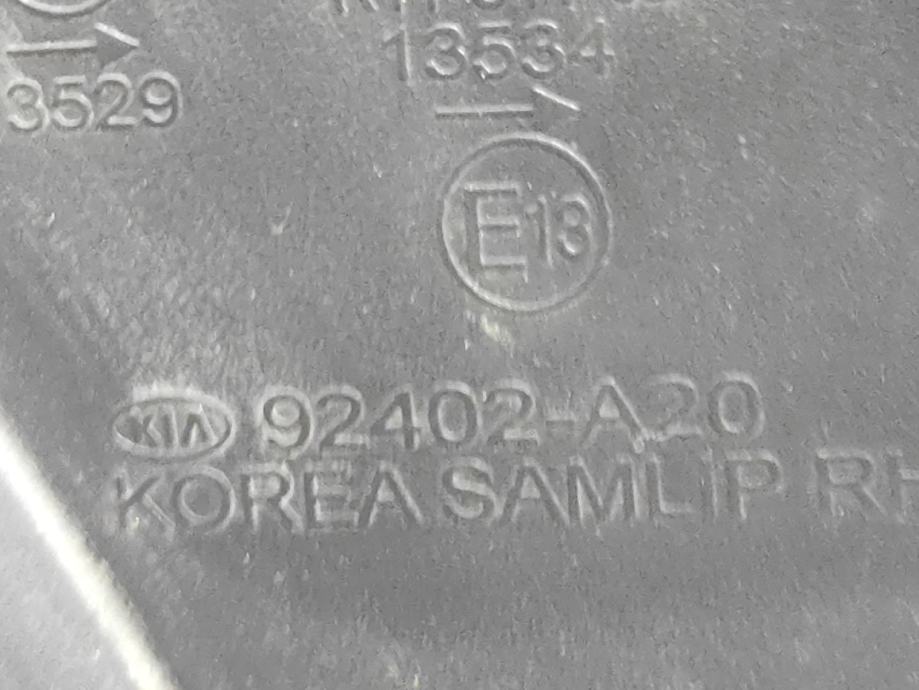 13534
3529
E13
KIA 92402-A20
KOREA SAMLIP RH